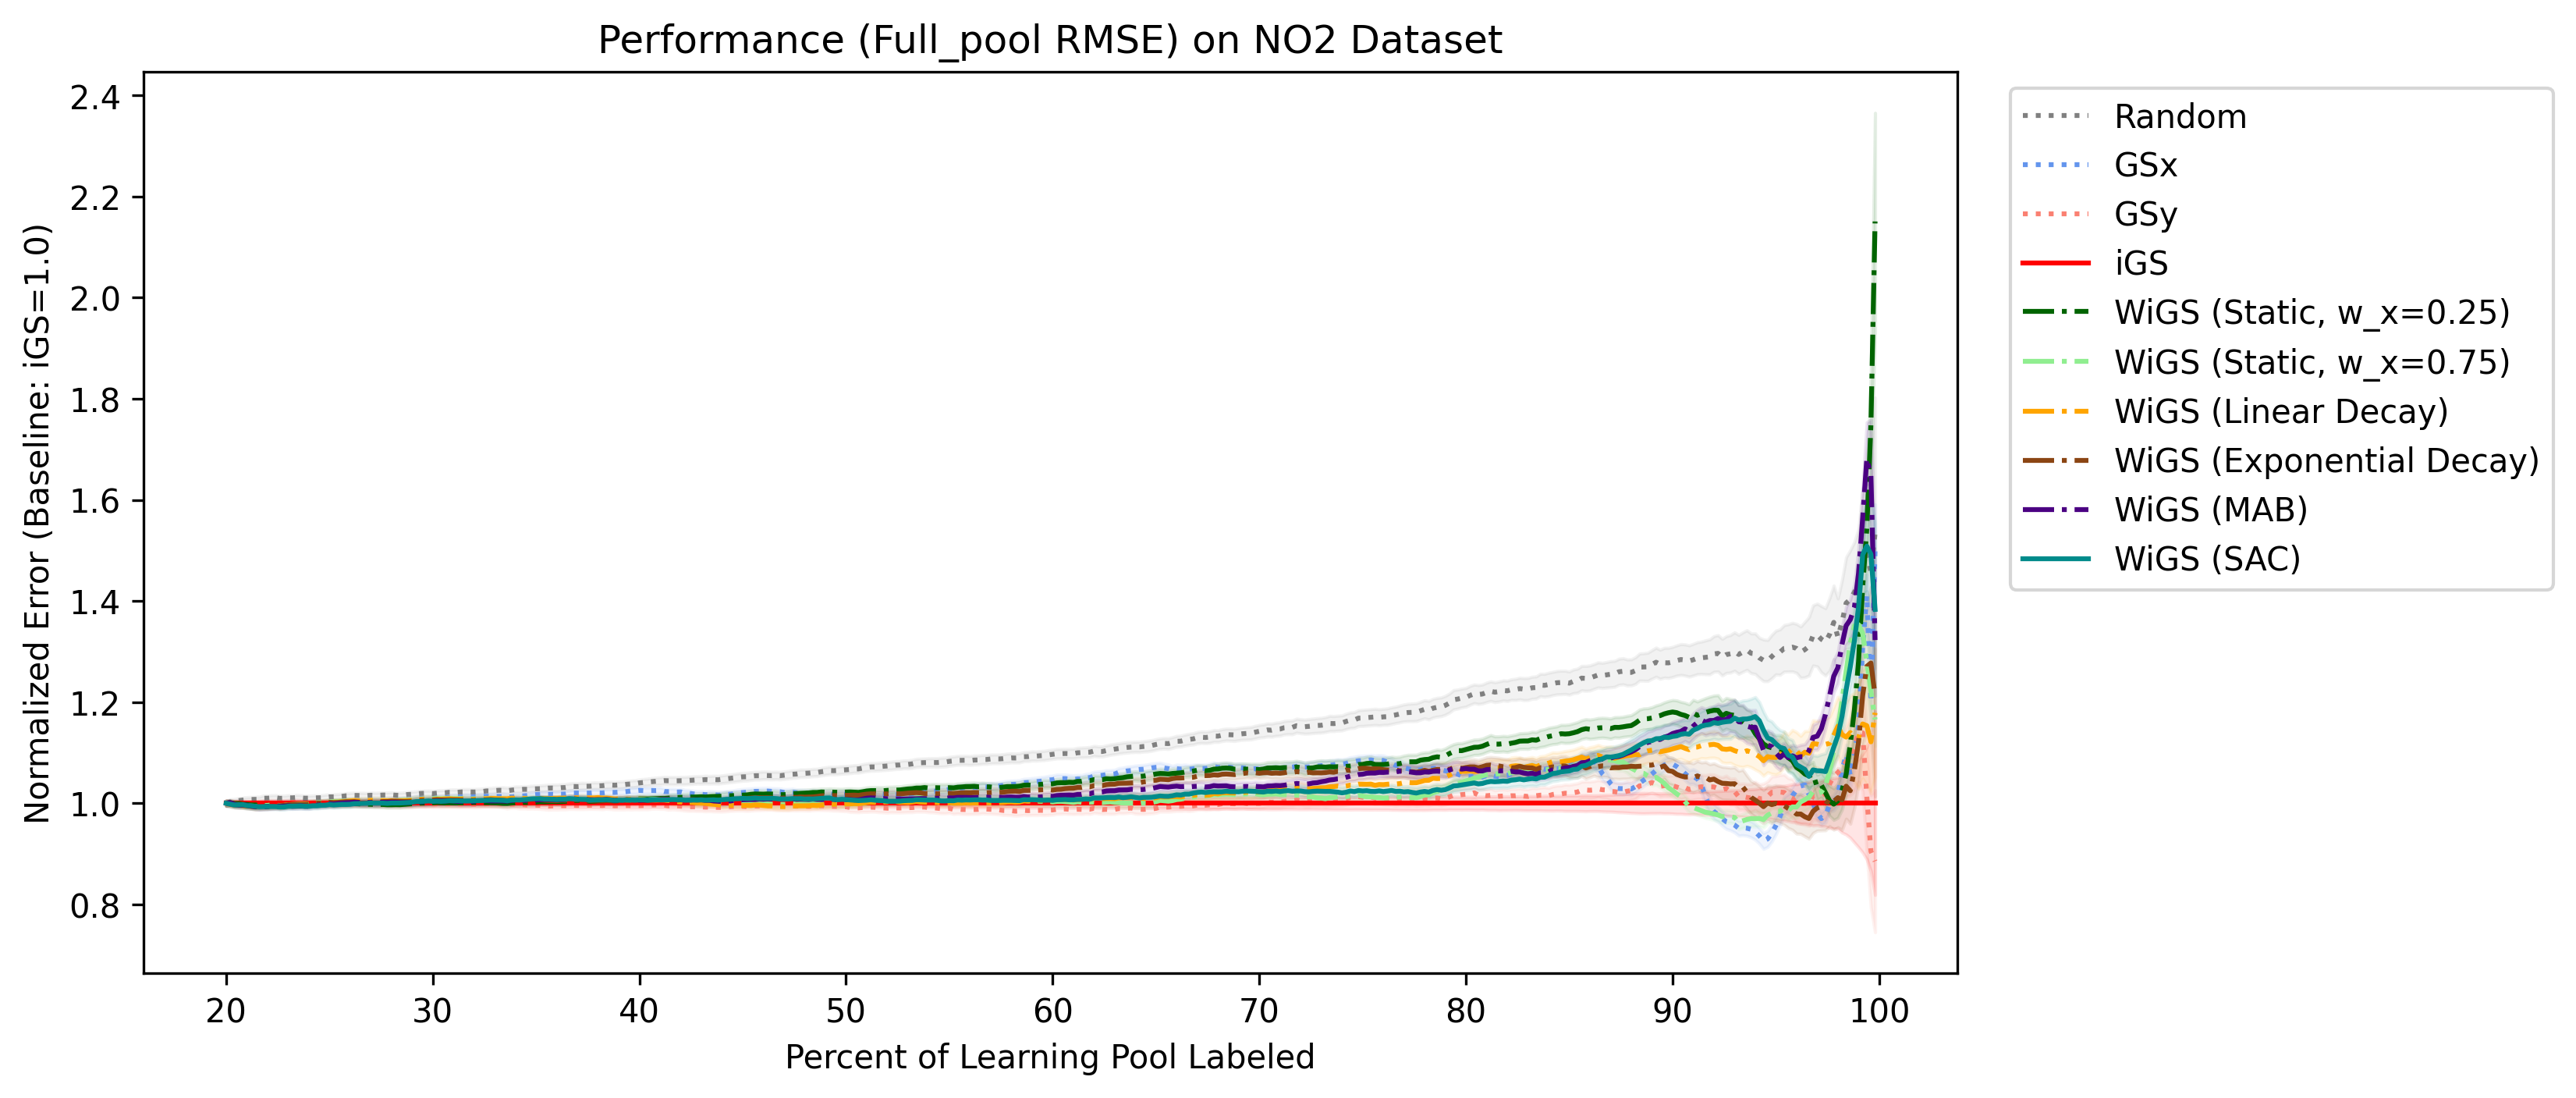 Performance (Full_pool RMSE) on NO2 Dataset
Normalized Error (Baseline: iGS=1.0)
2.4
2.2
2.0
1.8
1.6
1.4
1.2
1.0
0.8
20 30 40 50 60 70 80 90 100
Percent of Learning Pool Labeled
Random
GSx
GSy
iGS
WiGS (Static, w_x=0.25)
WiGS (Static, w_x=0.75)
WiGS (Linear Decay)
WiGS (Exponential Decay)
WiGS (MAB)
WiGS (SAC)